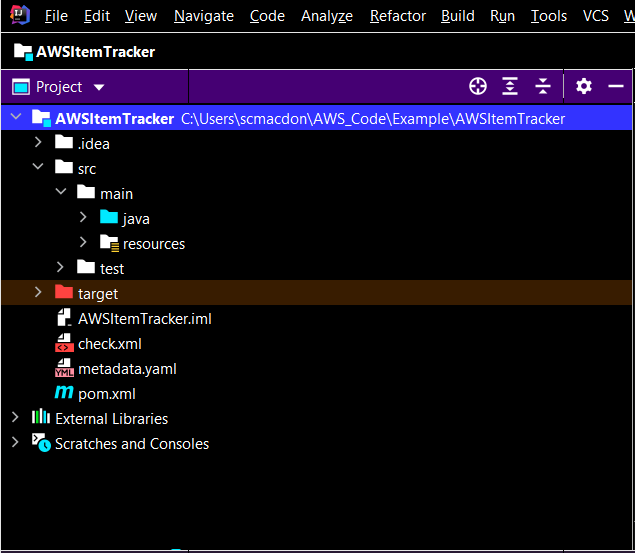 IJ File Edit View Navigate Code Analyze Refactor Build Run Tools VCS
AWSItemTracker
Project
AWSItemTracker C:\Users\scmacdon\AWS_Code\Example\AWSItemTracker
.idea
src
main
java
resources
test
target
AWSItemTracker.iml
check.xml
YML metadata.yaml
m pom.xml
External Libraries
Scratches and Consoles